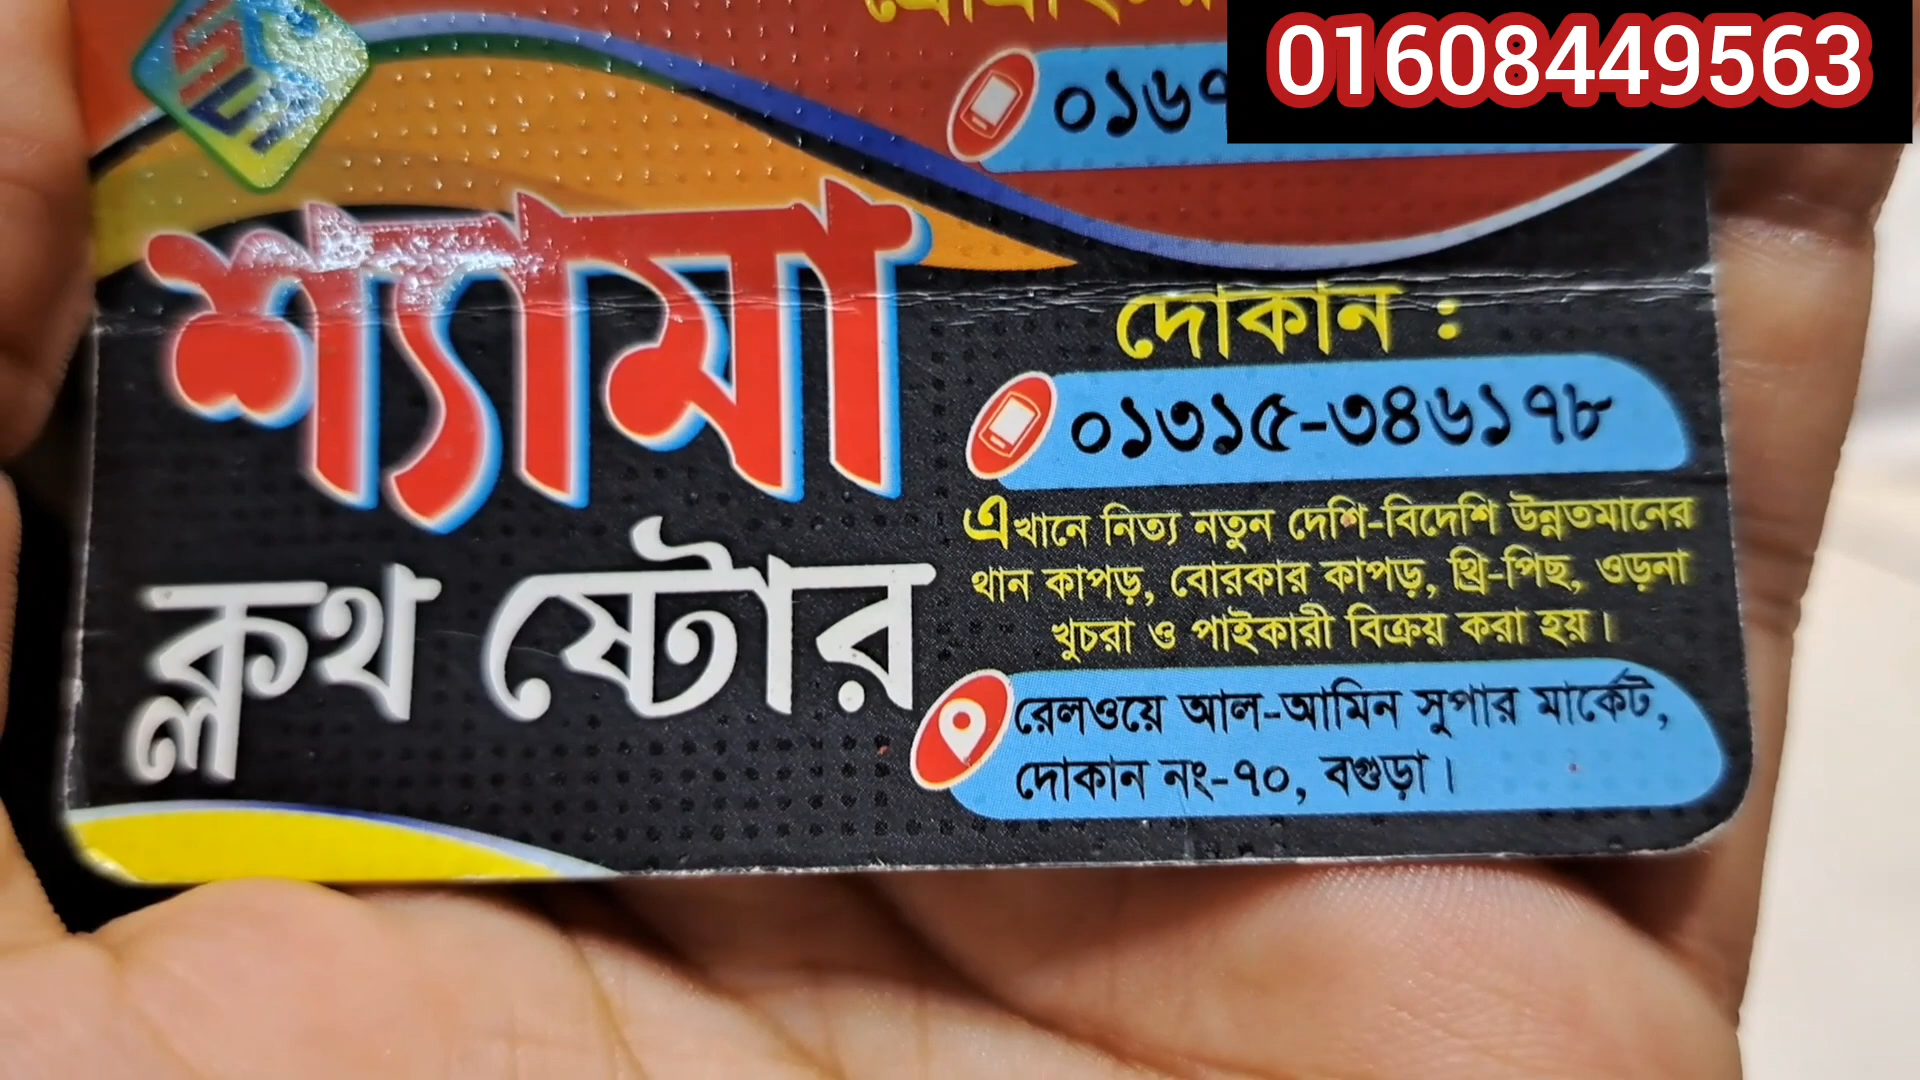 01608449563
০১৬৭
শ্যামা
ক্লথ ষ্টোর
দোকান :
০১৩১৫-৩৪৬১৭৮
এখানে নিত্য নতুন দেশি-বিদেশি উন্নতমানের
থান কাপড়, বোরকার কাপড়, থ্রি-পিছ, ওড়না
খুচরা ও পাইকারী বিক্রয় করা হয়।
রেলওয়ে আল-আমিন সুপার মার্কেট,
দোকান নং-৭০, বগুড়া।